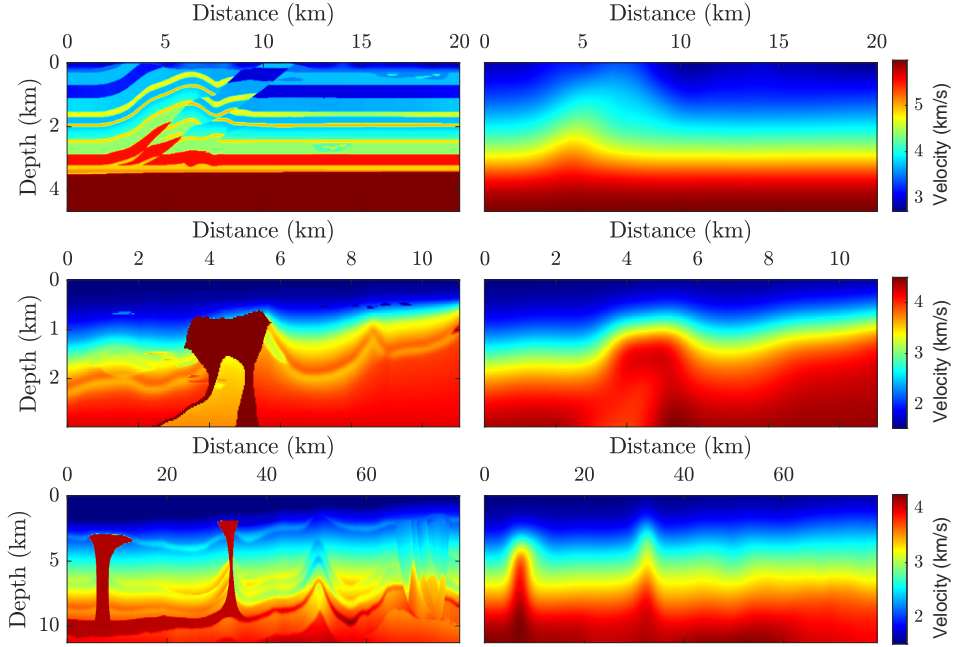 Distance (km) Distance (km)
0 5 10 15 20 0 5 10 15 20
0
2
4
Depth (km)
5
4
3
Velocity (km/s)
Distance (km) Distance (km)
0 2 4 6 8 10 0 2 4 6 8 10
0
1
2
Depth (km)
4
3
2
Velocity (km/s)
Distance (km) Distance (km)
0 20 40 60 0 20 40 60
0
5
10
Depth (km)
4
3
2
Velocity (km/s)